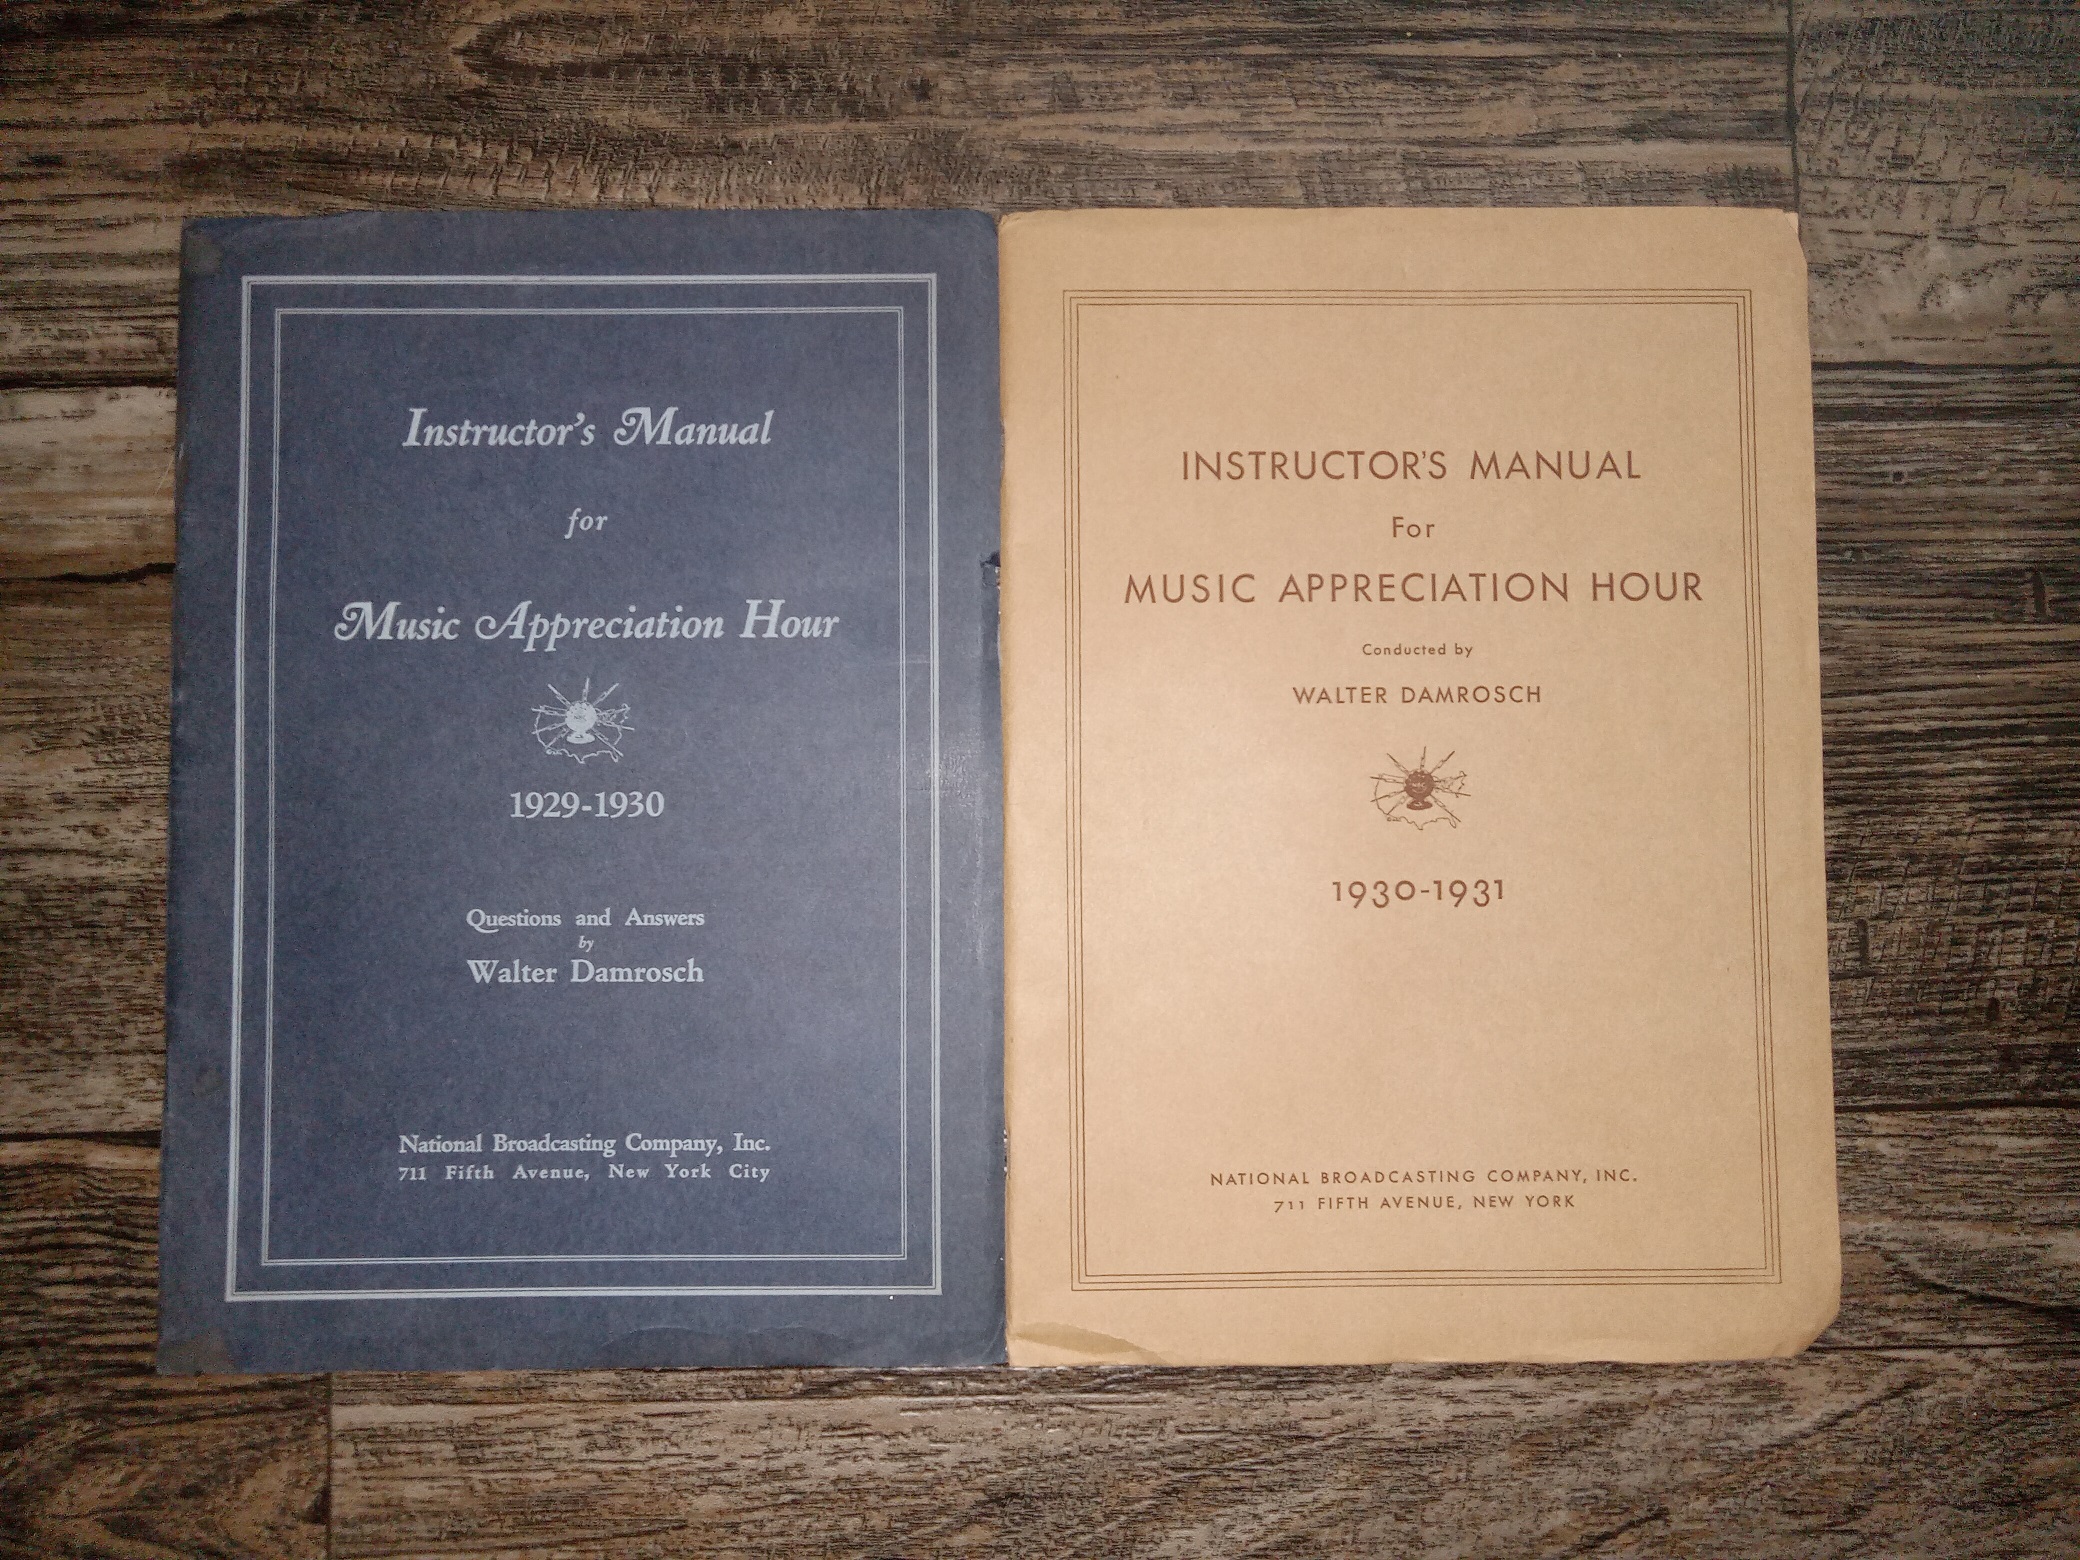 Instructor's Manual
for
Music Appreciation Hour
1929-1930
Questions and Answers
by
Walter Damrosch
National Broadcasting Company, Inc.
711 Fifth Avenue, New York City
INSTRUCTOR'S MANUAL
For
MUSIC APPRECIATION HOUR
Conducted by
WALTER DAMROSCH
1930-1931
NATIONAL BROADCASTING COMPANY, INC.
711 FIFTH AVENUE, NEW YORK